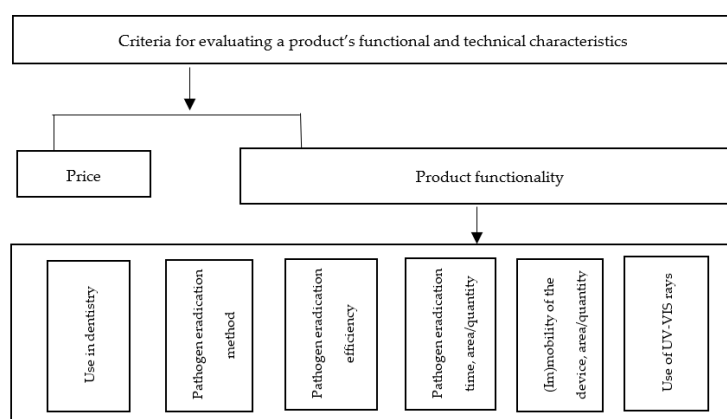 Criteria for evaluating a product’s functional and technical characteristics
Price
Product functionality
Use in dentistry
Pathogen eradication
method
Pathogen eradication
efficiency
Pathogen eradication
time, area/quantity
(Im)mobility of the
device, area/quantity
Use of UV-VIS rays